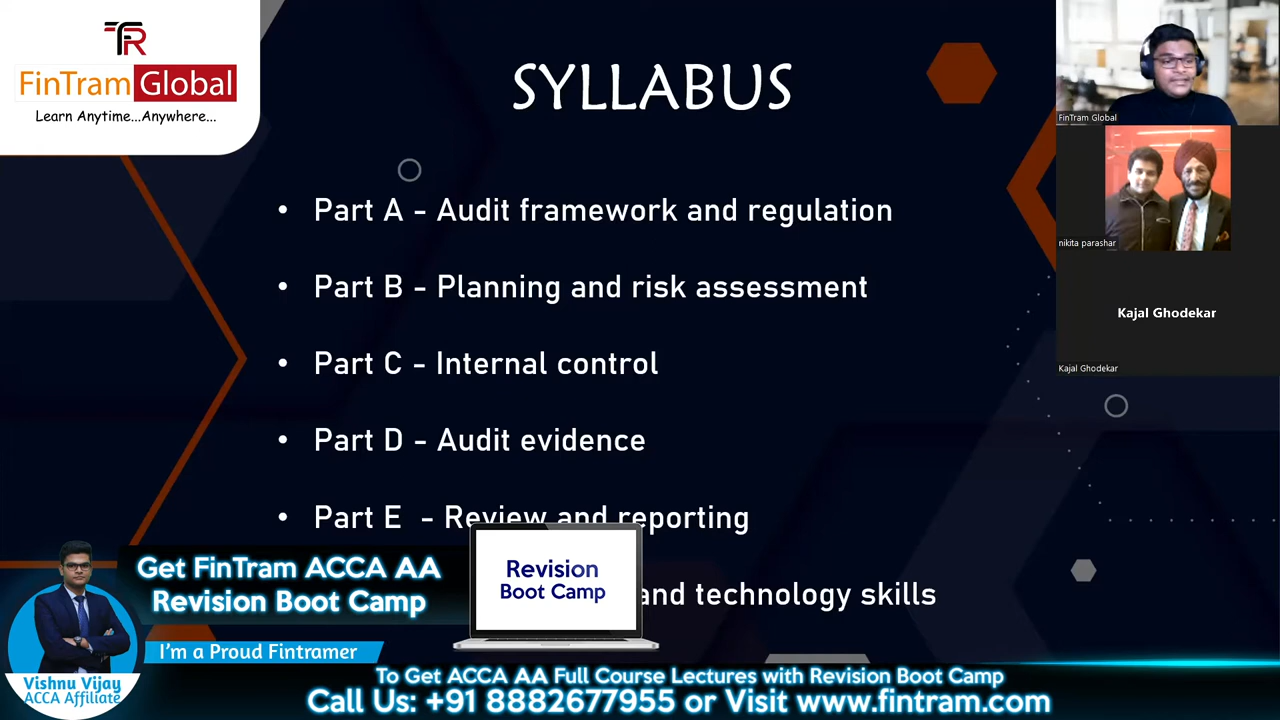 TR
FinTram Global
Learn Anytime...Anywhere...
SYLLABUS
• Part A - Audit framework and regulation
• Part B - Planning and risk assessment
• Part C - Internal control
• Part D - Audit evidence
• Part E - Review and reporting
and technology skills
FinTram Global
nikita parashar
Kajal Ghodekar
Kajal Ghodekar
Get FinTram ACCA AA
Revision Boot Camp
Revision
Boot Camp
I'm a Proud Fintramer
Vishnu Vijay
ACCA Affiliate
To Get ACCA AA Full Course Lectures with Revision Boot Camp
Call Us: +91 8882677955 or Visit www.fintram.com